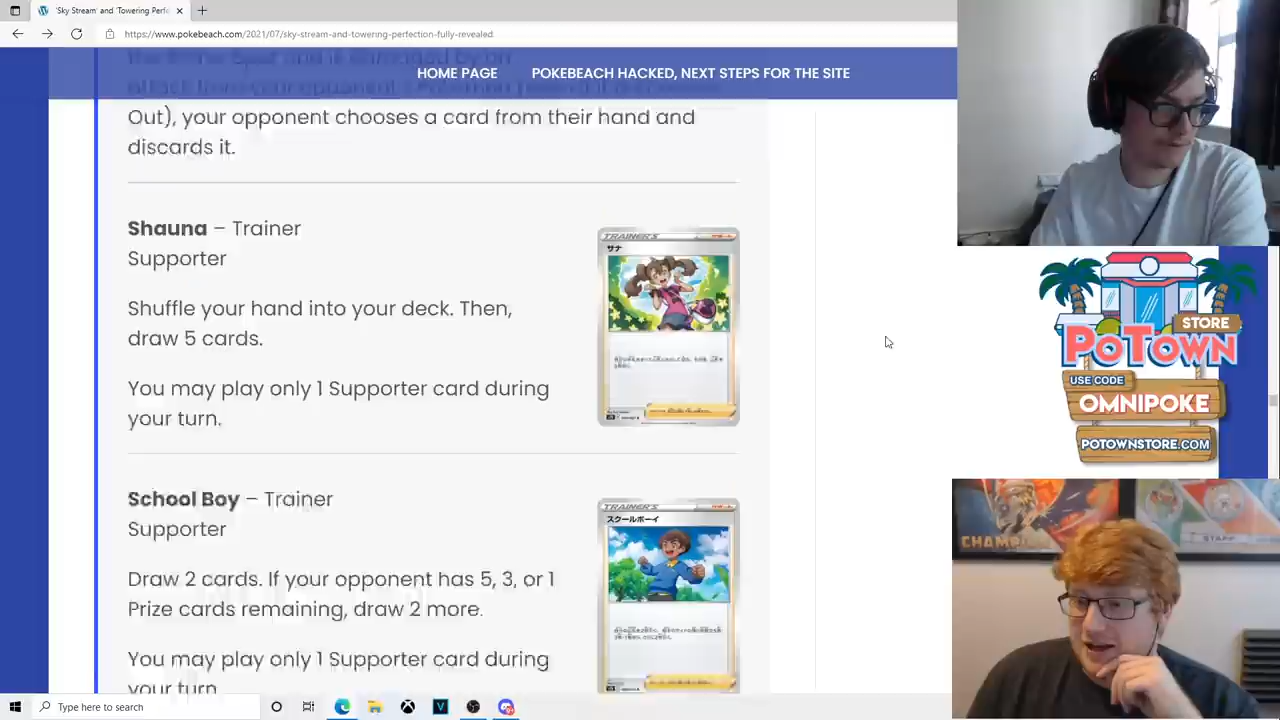 'Sky Stream' and 'Towering Perfe
https://www.pokebeach.com/2021/07/sky-stream-and-towering-perfection-fully-revealed
HOME PAGE
POKEBEACH HACKED, NEXT STEPS FOR THE SITE
Out), your opponent chooses a card from their hand and
discards it.
Shauna – Trainer
Supporter
Shuffle your hand into your deck. Then,
draw 5 cards.
You may play only 1 Supporter card during
your turn.
TRAINER'S
サナ
School Boy – Trainer
Supporter
Draw 2 cards. If your opponent has 5, 3, or 1
Prize cards remaining, draw 2 more.
You may play only 1 Supporter card during
your turn.
TRAINER'S
スクールボーイ
STORE
POTOWN
USE CODE
OMNIPOKE
POTOWNSTORE.COM
CHAMPI
STAFF
Type here to search